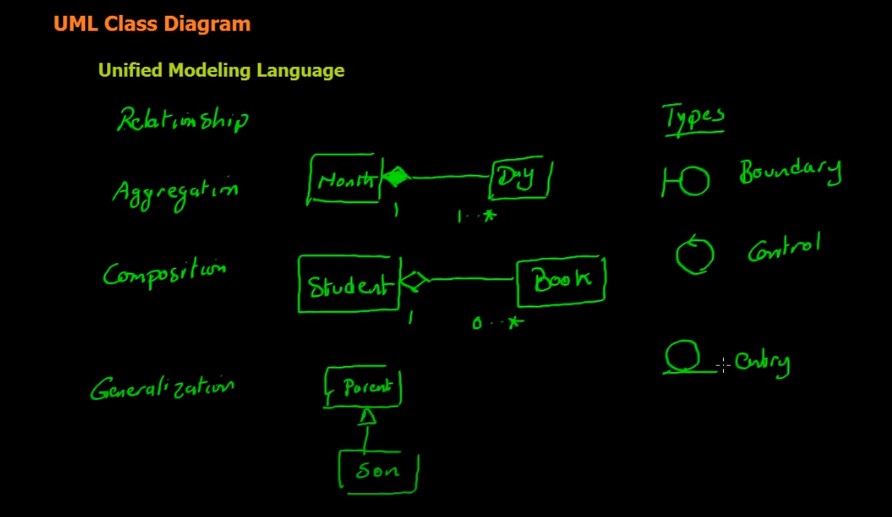 UML Class Diagram
Unified Modeling Language
Relationship
Types
Aggregation
Month
Day
1
1..*
Boundary
Composition
Student
Book
1
0..*
Control
Generalization
Parent
Son
Entry